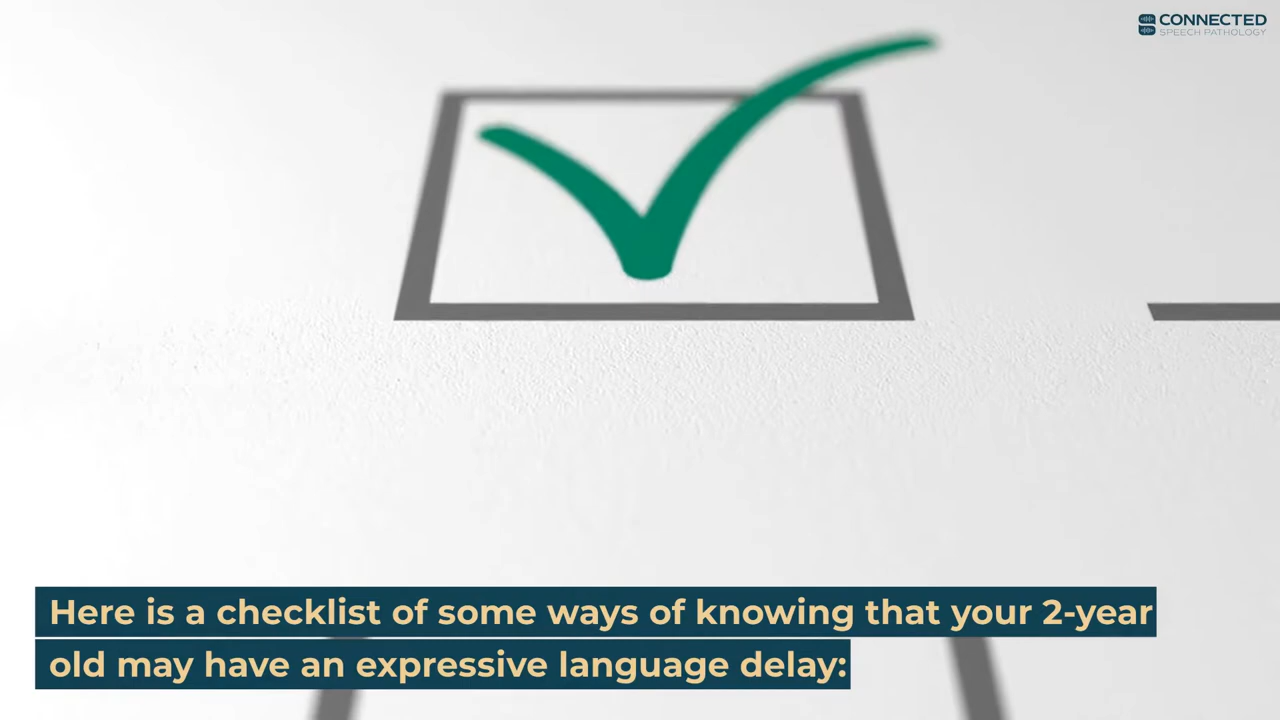 CONNECTED
SPEECH PATHOLOGY
Here is a checklist of some ways of knowing that your 2-year
old may have an expressive language delay: